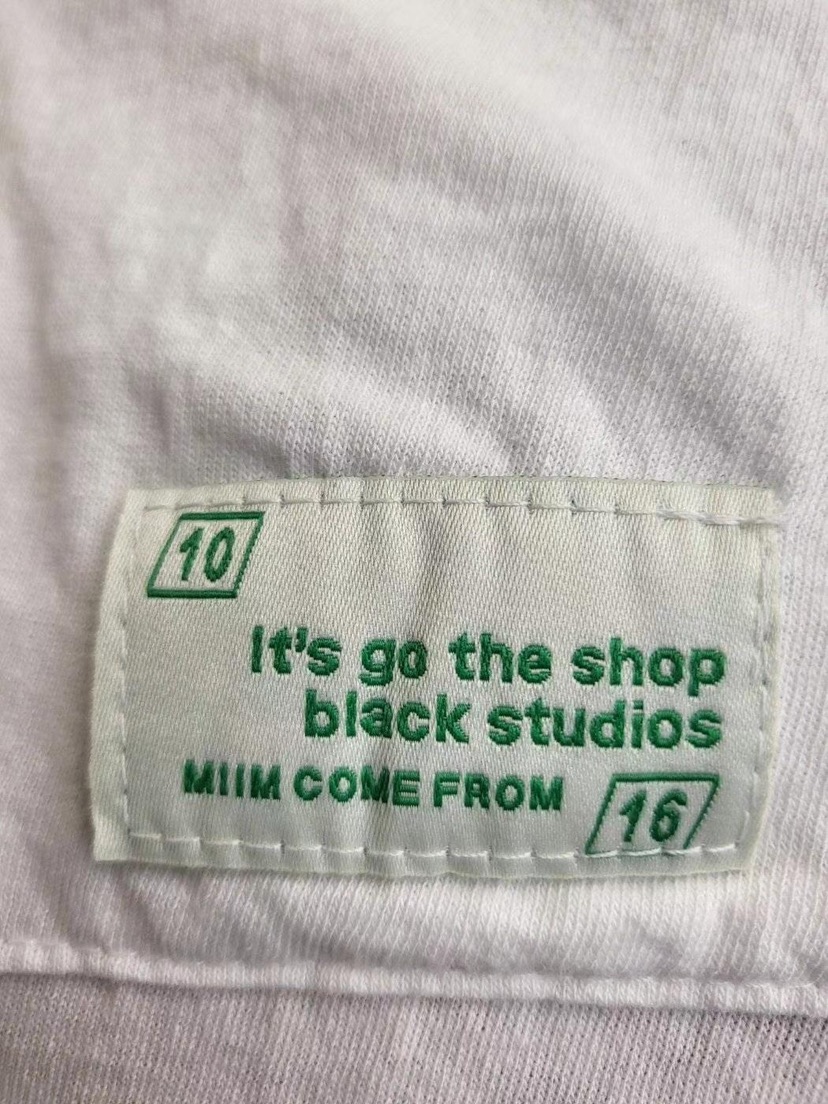 10
It's go the shop
black studios
MIIM COME FROM
16